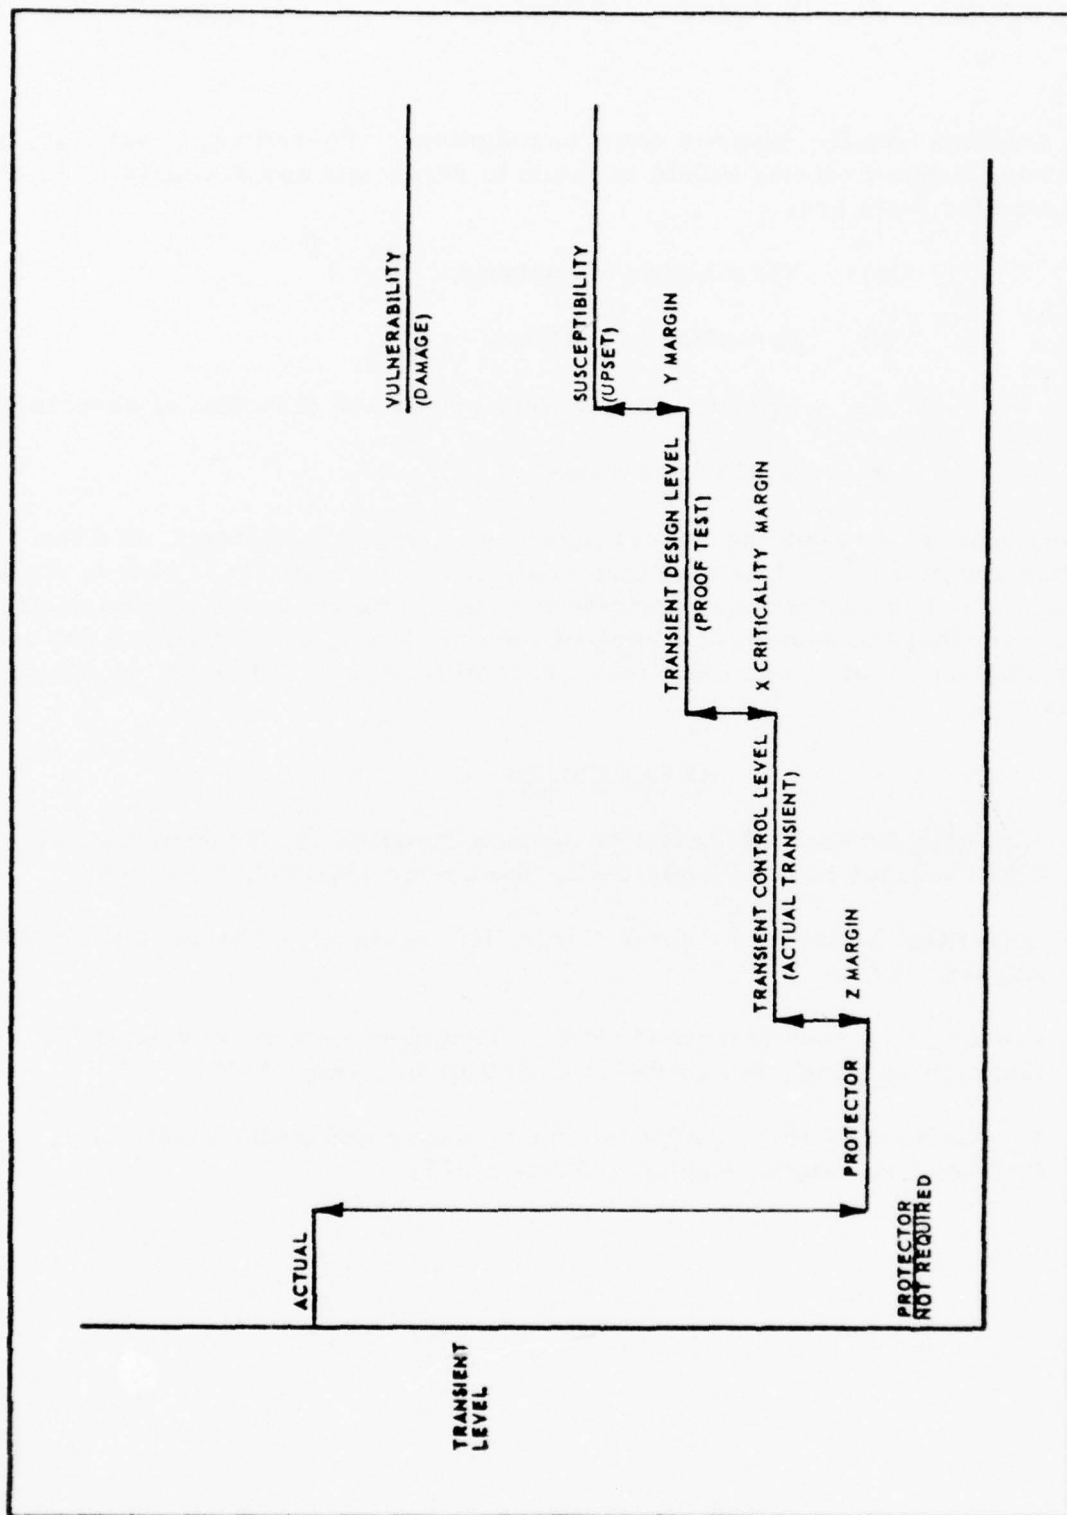 TRANSIENT
LEVEL
ACTUAL
PROTECTOR
NOT REQUIRED
PROTECTOR
Z MARGIN
TRANSIENT CONTROL LEVEL
(ACTUAL TRANSIENT)
X CRITICALITY MARGIN
TRANSIENT DESIGN LEVEL
(PROOF TEST)
Y MARGIN
SUSCEPTIBILITY
(UPSET)
VULNERABILITY
(DAMAGE)